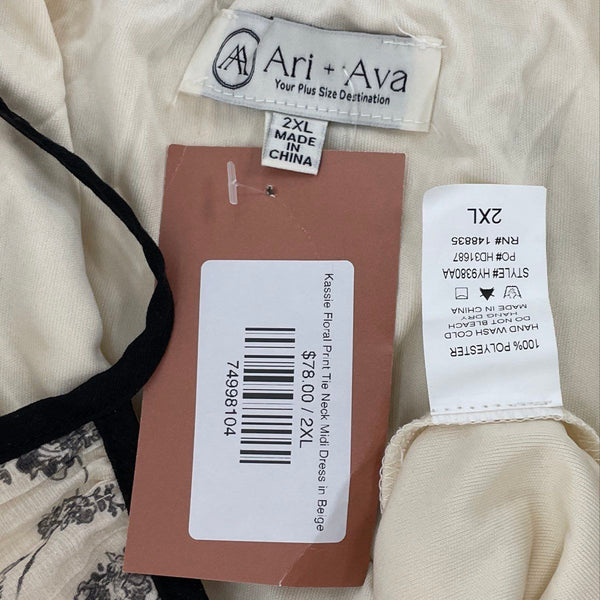 Ari + Ava
Your Plus Size Destination
2XL
MADE
IN
CHINA
Kassie Floral Print Tie Neck Midi Dress in Beige
$78.00 / 2XL
74998104
2XL
RN# 148835
PO# HD31687
STYLE# HY9380AA
MADE IN CHINA
HANG DRY
DO NOT BLEACH
HAND WASH COLD
100% POLYESTER